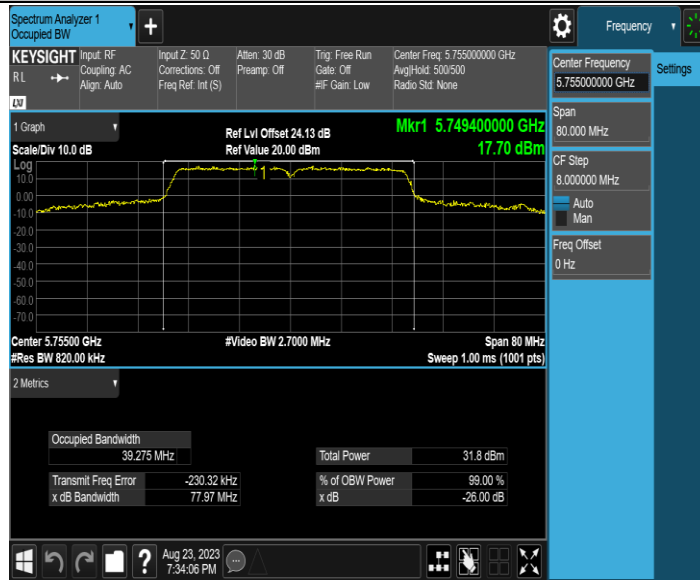 Spectrum Analyzer 1
Occupied BW
Frequency
KEYSIGHT
Input: RF
Coupling: AC
Align: Auto
Input Z: 50 Ω
Corrections: Off
Freq Ref: Int (S)
Atten: 30 dB
Preamp: Off
Trig: Free Run
Gate: Off
#IF Gain: Low
Center Freq: 5.755000000 GHz
Avg|Hold: 500/500
Radio Std: None
R L
LXI
Center Frequency
5.755000000 GHz
Settings
Span
80.000 MHz
CF Step
8.000000 MHz
Auto
Man
Freq Offset
0 Hz
1 Graph
Ref Lvl Offset 24.13 dB
Mkr1 5.749400000 GHz
Scale/Div 10.0 dB
Ref Value 20.00 dBm
17.70 dBm
Log
10.0
0.00
-10.0
-20.0
-30.0
-40.0
-50.0
-60.0
-70.0
1
Center 5.75500 GHz
#Video BW 2.7000 MHz
Span 80 MHz
#Res BW 820.00 kHz
Sweep 1.00 ms (1001 pts)
2 Metrics
Occupied Bandwidth
39.275 MHz
Total Power 31.8 dBm
Transmit Freq Error -230.32 kHz
% of OBW Power 99.00 %
x dB Bandwidth 77.97 MHz
x dB -26.00 dB
?
Aug 23, 2023
7:34:06 PM